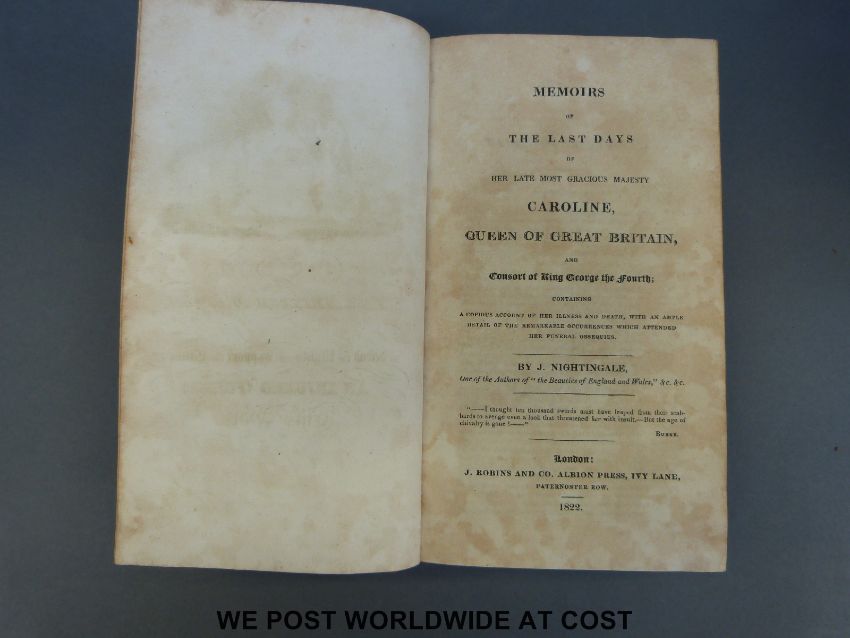 MEMOIRS
OF
THE LAST DAYS
OF
HER LATE MOST GRACIOUS MAJESTY
CAROLINE,
QUEEN OF GREAT BRITAIN,
AND
Consort of King George the Fourth;
CONTAINING
A COPIOUS ACCOUNT OF HER ILLNESS AND DEATH, WITH AN AMPLE
DETAIL OF THE REMARKABLE OCCURRENCES WHICH ATTENDED
HER FUNERAL OBSEQUIES.
BY J. NIGHTINGALE,
One of the Authors of "the Beauties of England and Wales," &c. &c.
"——I thought ten thousand swords must have leaped from their scab-
bards to avenge even a look that threatened her with insult.—But the age of
chivalry is gone!——"
BURKE.
London:
J. ROBINS AND CO. ALBION PRESS, IVY LANE,
PATERNOSTER ROW.
1822.
WE POST WORLDWIDE AT COST